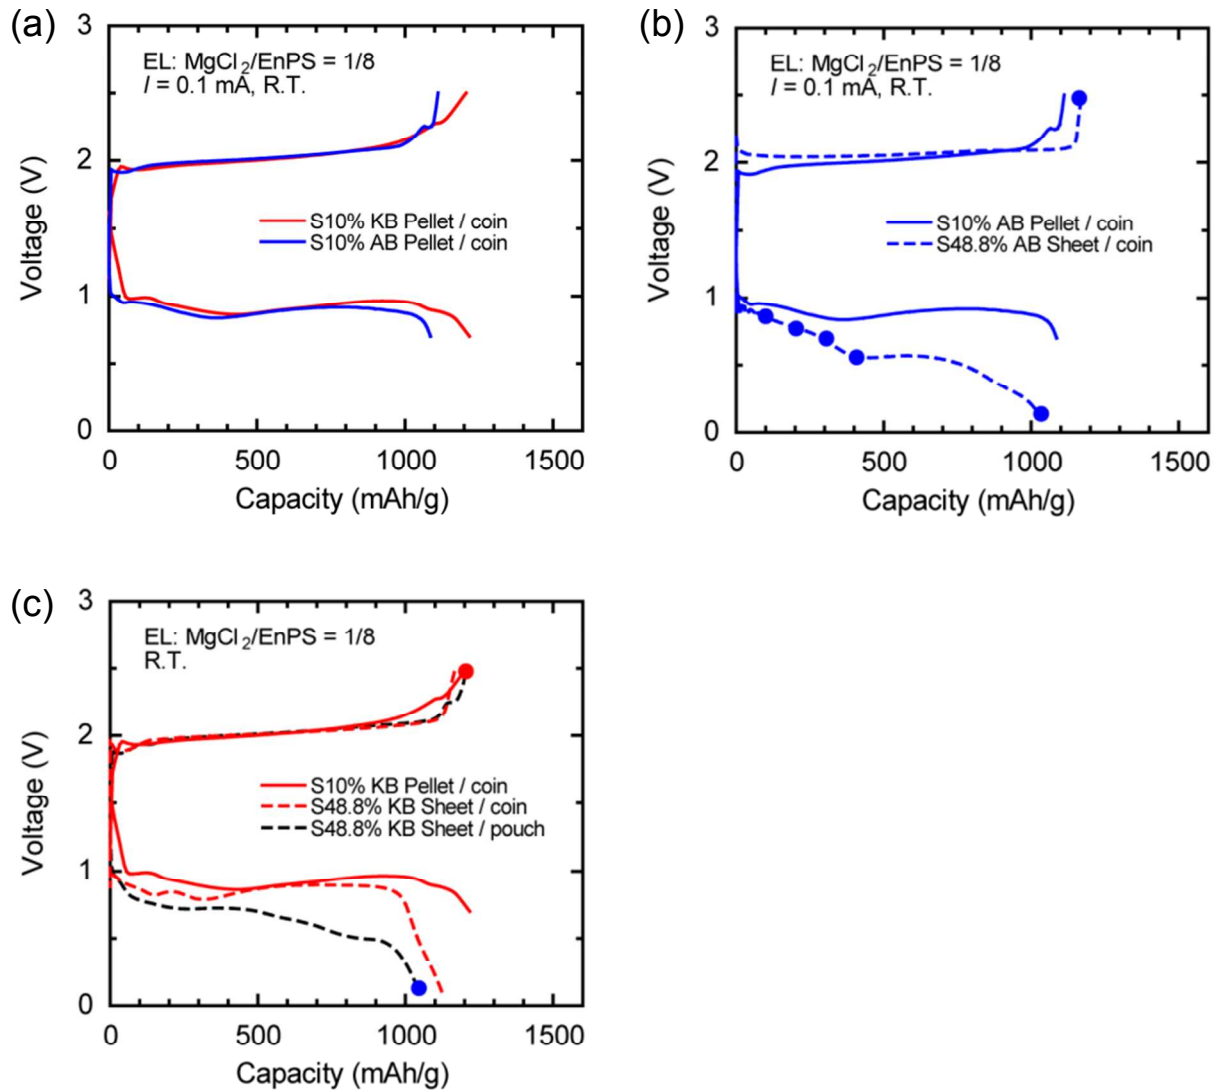 (a)
3
2
1
0
Voltage (V)
EL: MgCl2/EnPS = 1/8
I = 0.1 mA, R.T.
S10% KB Pellet / coin
S10% AB Pellet / coin
0 500 1000 1500
Capacity (mAh/g)
(b)
3
2
1
0
Voltage (V)
EL: MgCl2/EnPS = 1/8
I = 0.1 mA, R.T.
S10% AB Pellet / coin
S48.8% AB Sheet / coin
0 500 1000 1500
Capacity (mAh/g)
(c)
3
2
1
0
Voltage (V)
EL: MgCl2/EnPS = 1/8
R.T.
S10% KB Pellet / coin
S48.8% KB Sheet / coin
S48.8% KB Sheet / pouch
0 500 1000 1500
Capacity (mAh/g)